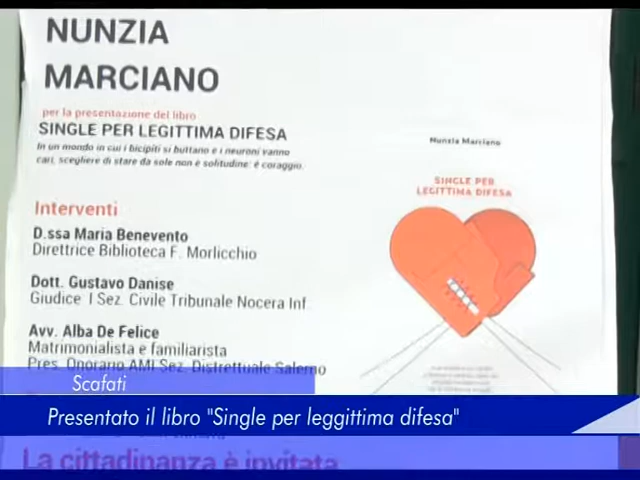 NUNZIA
MARCIANO
per la presentazione del libro
SINGLE PER LEGITTIMA DIFESA
In un mondo in cui i bicipiti si buttano e i neuroni vanno
cari, scegliere di stare da sole non è solitudine: è coraggio.
Interventi
D.ssa Maria Benevento
Direttrice Biblioteca F. Morlicchio
Dott. Gustavo Danise
Giudice I Sez. Civile Tribunale Nocera Inf
Avv. Alba De Felice
Matrimonialista e familiarista
Pres. Onorario AMI Sez. Distrettuale Salerno
Nunzia Marciano
SINGLE PER
LEGITTIMA DIFESA
Scafati
Presentato il libro "Single per leggittima difesa"
La cittadinanza è invitata